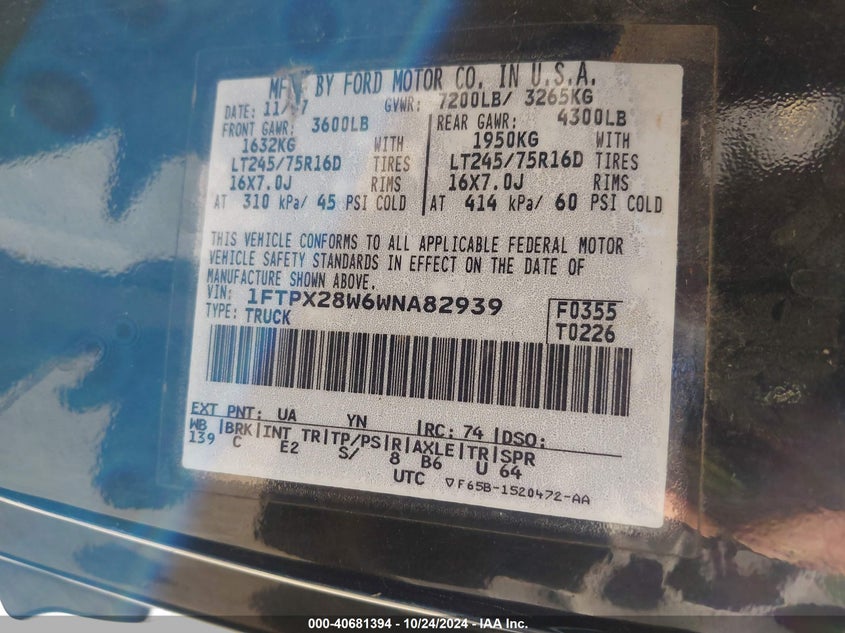 MFD BY FORD MOTOR CO. IN U.S.A.
DATE: 11/ 7 GVWR: 7200LB/ 3265KG
FRONT GAWR: 3600LB REAR GAWR: 4300LB
1632KG WITH 1950KG WITH
LT245/75R16D TIRES LT245/75R16D TIRES
16X7.0J RIMS 16X7.0J RIMS
AT 310 kPa/ 45 PSI COLD AT 414 kPa/ 60 PSI COLD
THIS VEHICLE CONFORMS TO ALL APPLICABLE FEDERAL MOTOR
VEHICLE SAFETY STANDARDS IN EFFECT ON THE DATE OF
MANUFACTURE SHOWN ABOVE.
VIN: 1FTPX28W6WNA82939 F0355
TYPE: TRUCK T0226
EXT PNT: UA YN RC: 74 DSO:
WB |BRK|INT TR|TP/PS|R|AXLE|TR|SPR
139 C E2 S/ 8 B6 U 64
UTC ▽F65B-1520472-AA
000-40681394 - 10/24/2024 - IAA Inc.